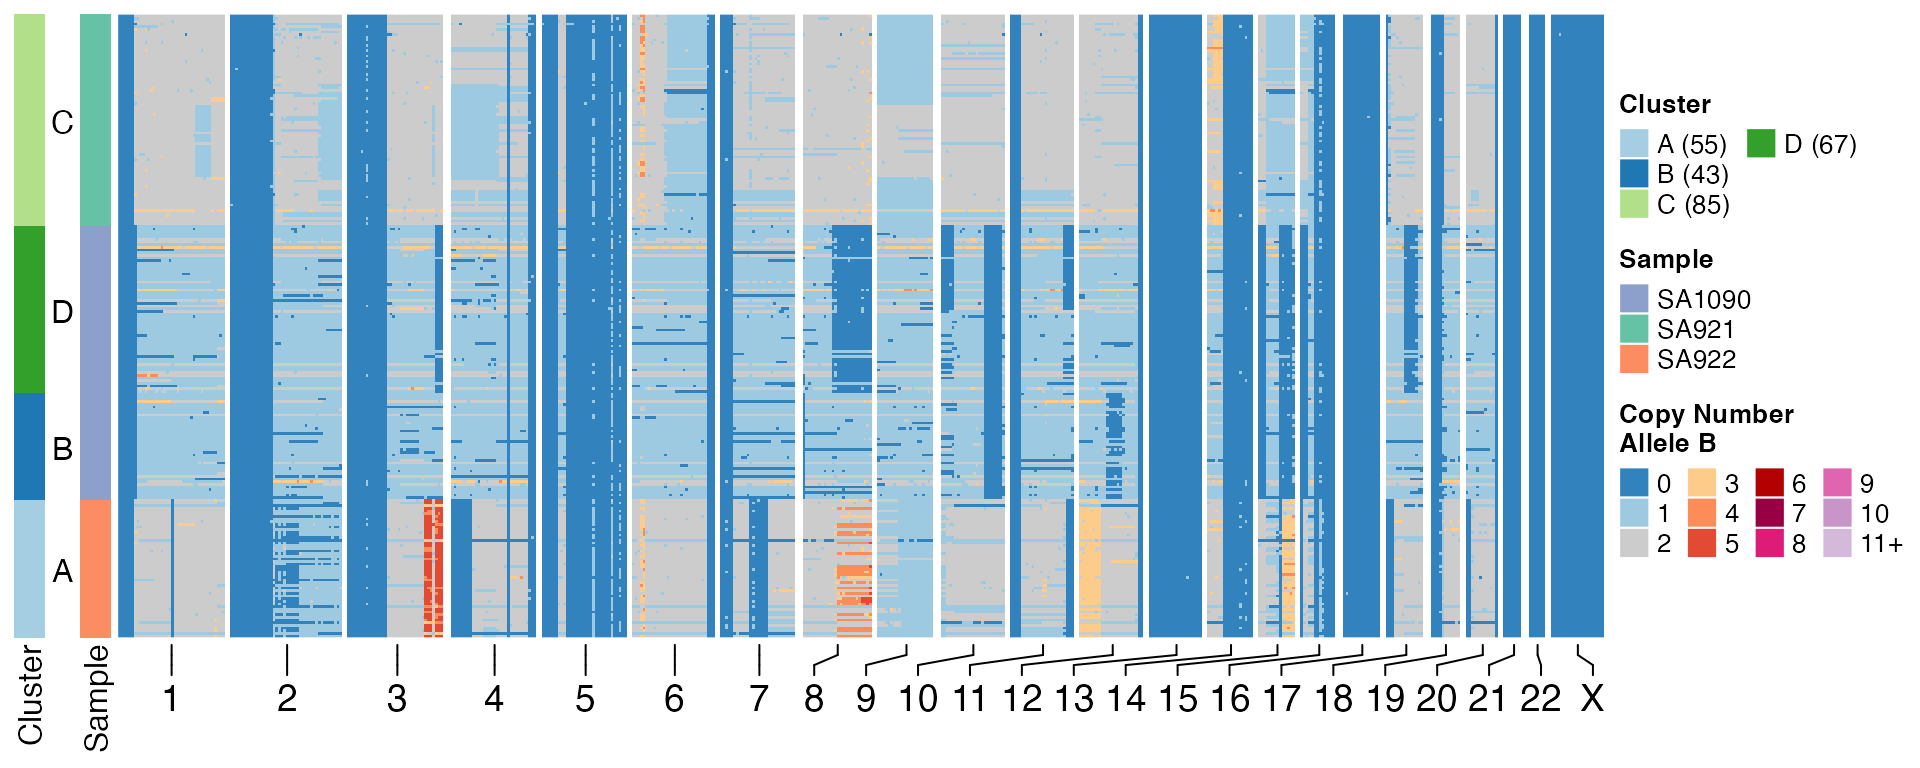 C
D
B
A
Cluster
Sample
1 2 3 4 5 6 7 8 9 10 11 12 13 14 15 16 17 18 19 20 21 22 X
Cluster
A (55) D (67)
B (43)
C (85)
Sample
SA1090
SA921
SA922
Copy Number
Allele B
0 3 6 9
1 4 7 10
2 5 8 11+